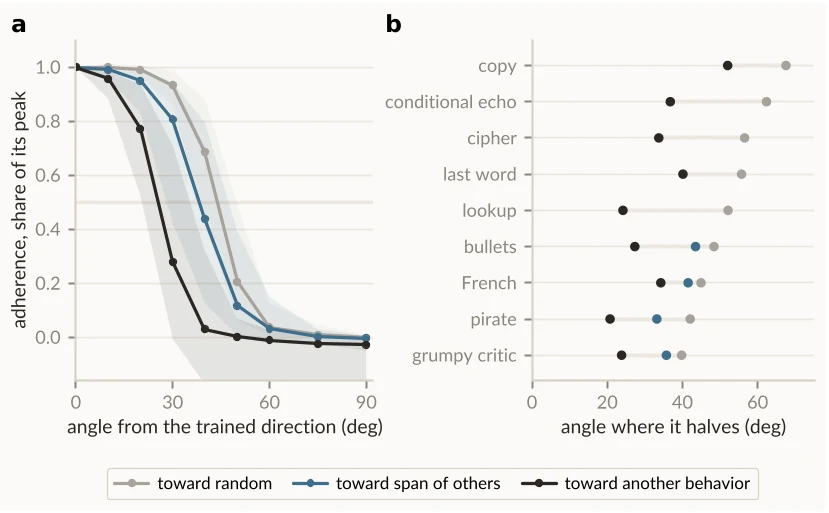 a
b
1.0
0.8
0.6
0.4
0.2
0.0
adherence, share of its peak
0 30 60 90
angle from the trained direction (deg)
copy
conditional echo
cipher
last word
lookup
bullets
French
pirate
grumpy critic
0 20 40 60
angle where it halves (deg)
toward random toward span of others toward another behavior